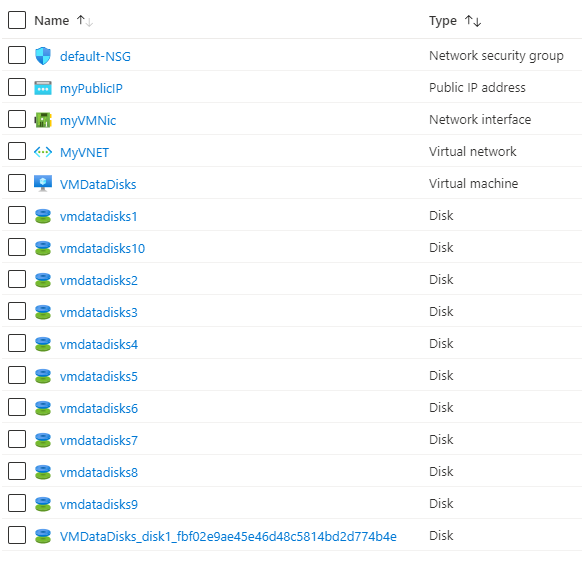 Name ↑↓ Type ↑↓
default-NSG Network security group
myPublicIP Public IP address
myVMNic Network interface
MyVNET Virtual network
VMDataDisks Virtual machine
vmdatadisks1 Disk
vmdatadisks10 Disk
vmdatadisks2 Disk
vmdatadisks3 Disk
vmdatadisks4 Disk
vmdatadisks5 Disk
vmdatadisks6 Disk
vmdatadisks7 Disk
vmdatadisks8 Disk
vmdatadisks9 Disk
VMDataDisks_disk1_fbf02e9ae45e46d48c5814bd2d774b4e Disk